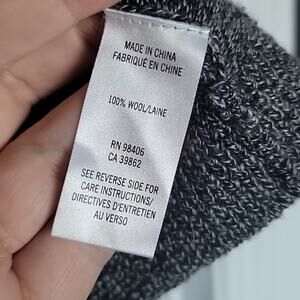 MADE IN CHINA
FABRIQUÉ EN CHINE
100% WOOL/LAINE
RN 98406
CA 39862
SEE REVERSE SIDE FOR
CARE INSTRUCTIONS/
DIRECTIVES D'ENTRETIEN
AU VERSO